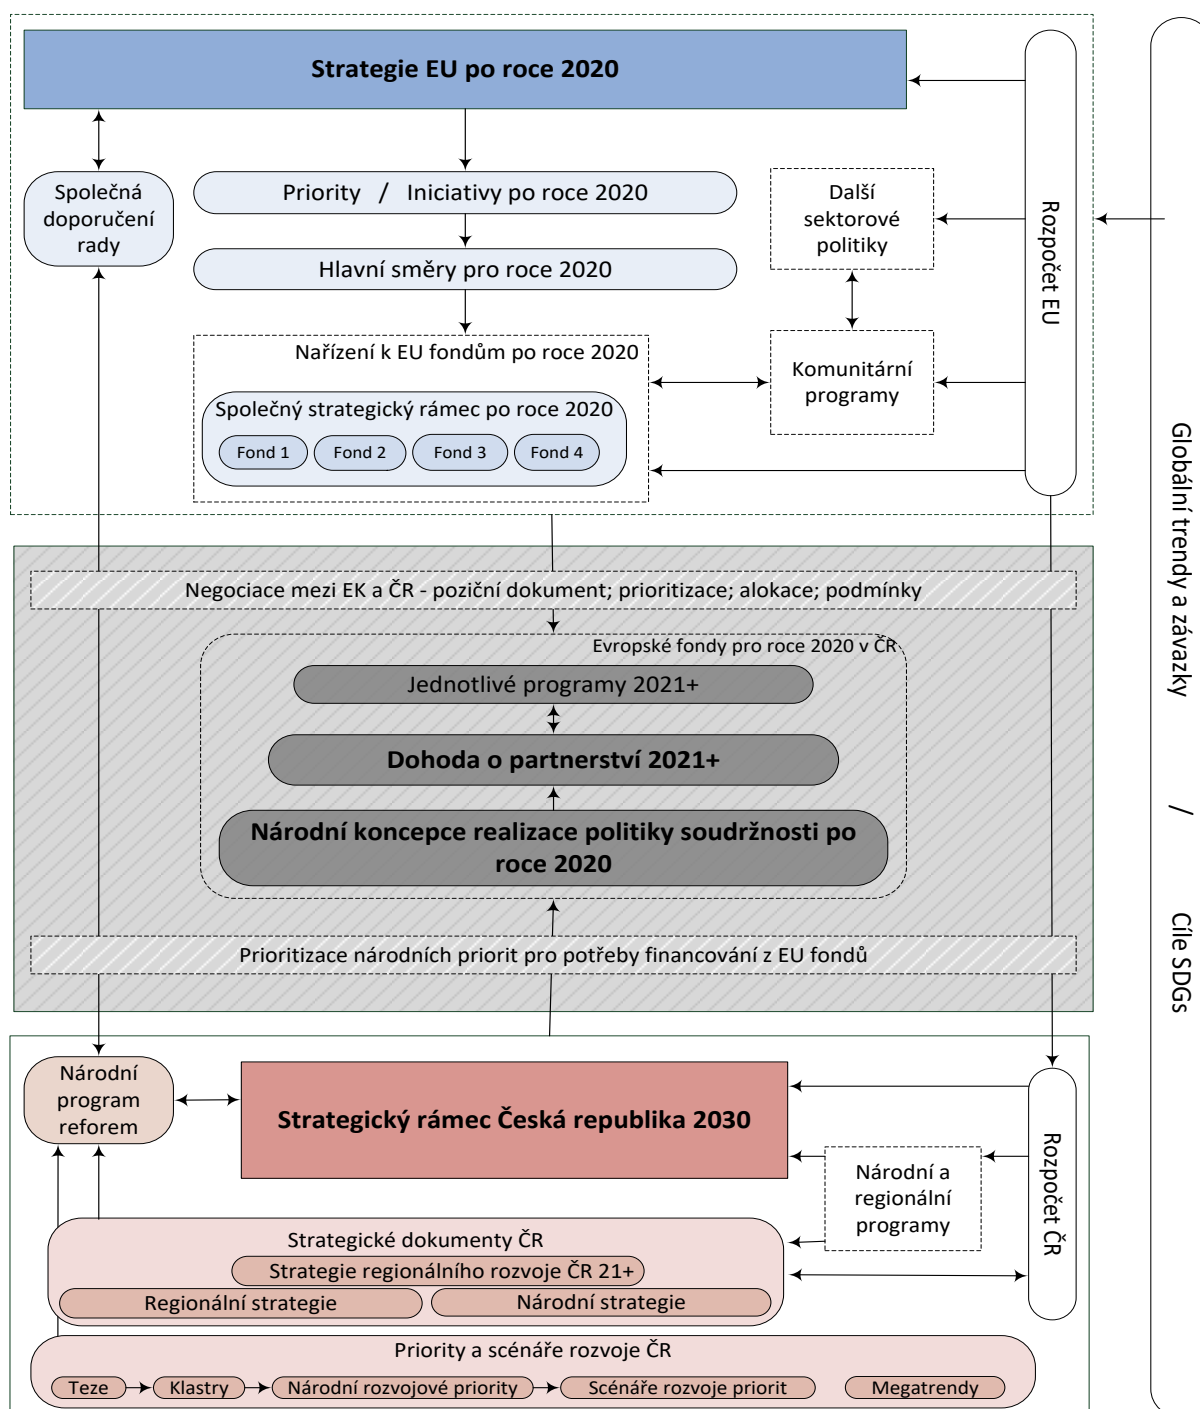 Strategie EU po roce 2020
Společná
doporučení
rady
Priority / Iniciativy po roce 2020
Další
sektorové
politiky
Rozpočet EU
Hlavní směry pro roce 2020
Nařízení k EU fondům po roce 2020
Komunitární
programy
Společný strategický rámec po roce 2020
Fond 1
Fond 2
Fond 3
Fond 4
Globální trendy a závazky / Cíle SDGs
Negociace mezi EK a ČR - poziční dokument; prioritizace; alokace; podmínky
Evropské fondy pro roce 2020 v ČR
Jednotlivé programy 2021+
Dohoda o partnerství 2021+
Národní koncepce realizace politiky soudržnosti po
roce 2020
Prioritizace národních priorit pro potřeby financování z EU fondů
Národní
program
reforem
Strategický rámec Česká republika 2030
Národní a
regionální
programy
Rozpočet ČR
Strategické dokumenty ČR
Strategie regionálního rozvoje ČR 21+
Regionální strategie
Národní strategie
Priority a scénáře rozvoje ČR
Teze
Klastry
Národní rozvojové priority
Scénáře rozvoje priorit
Megatrendy